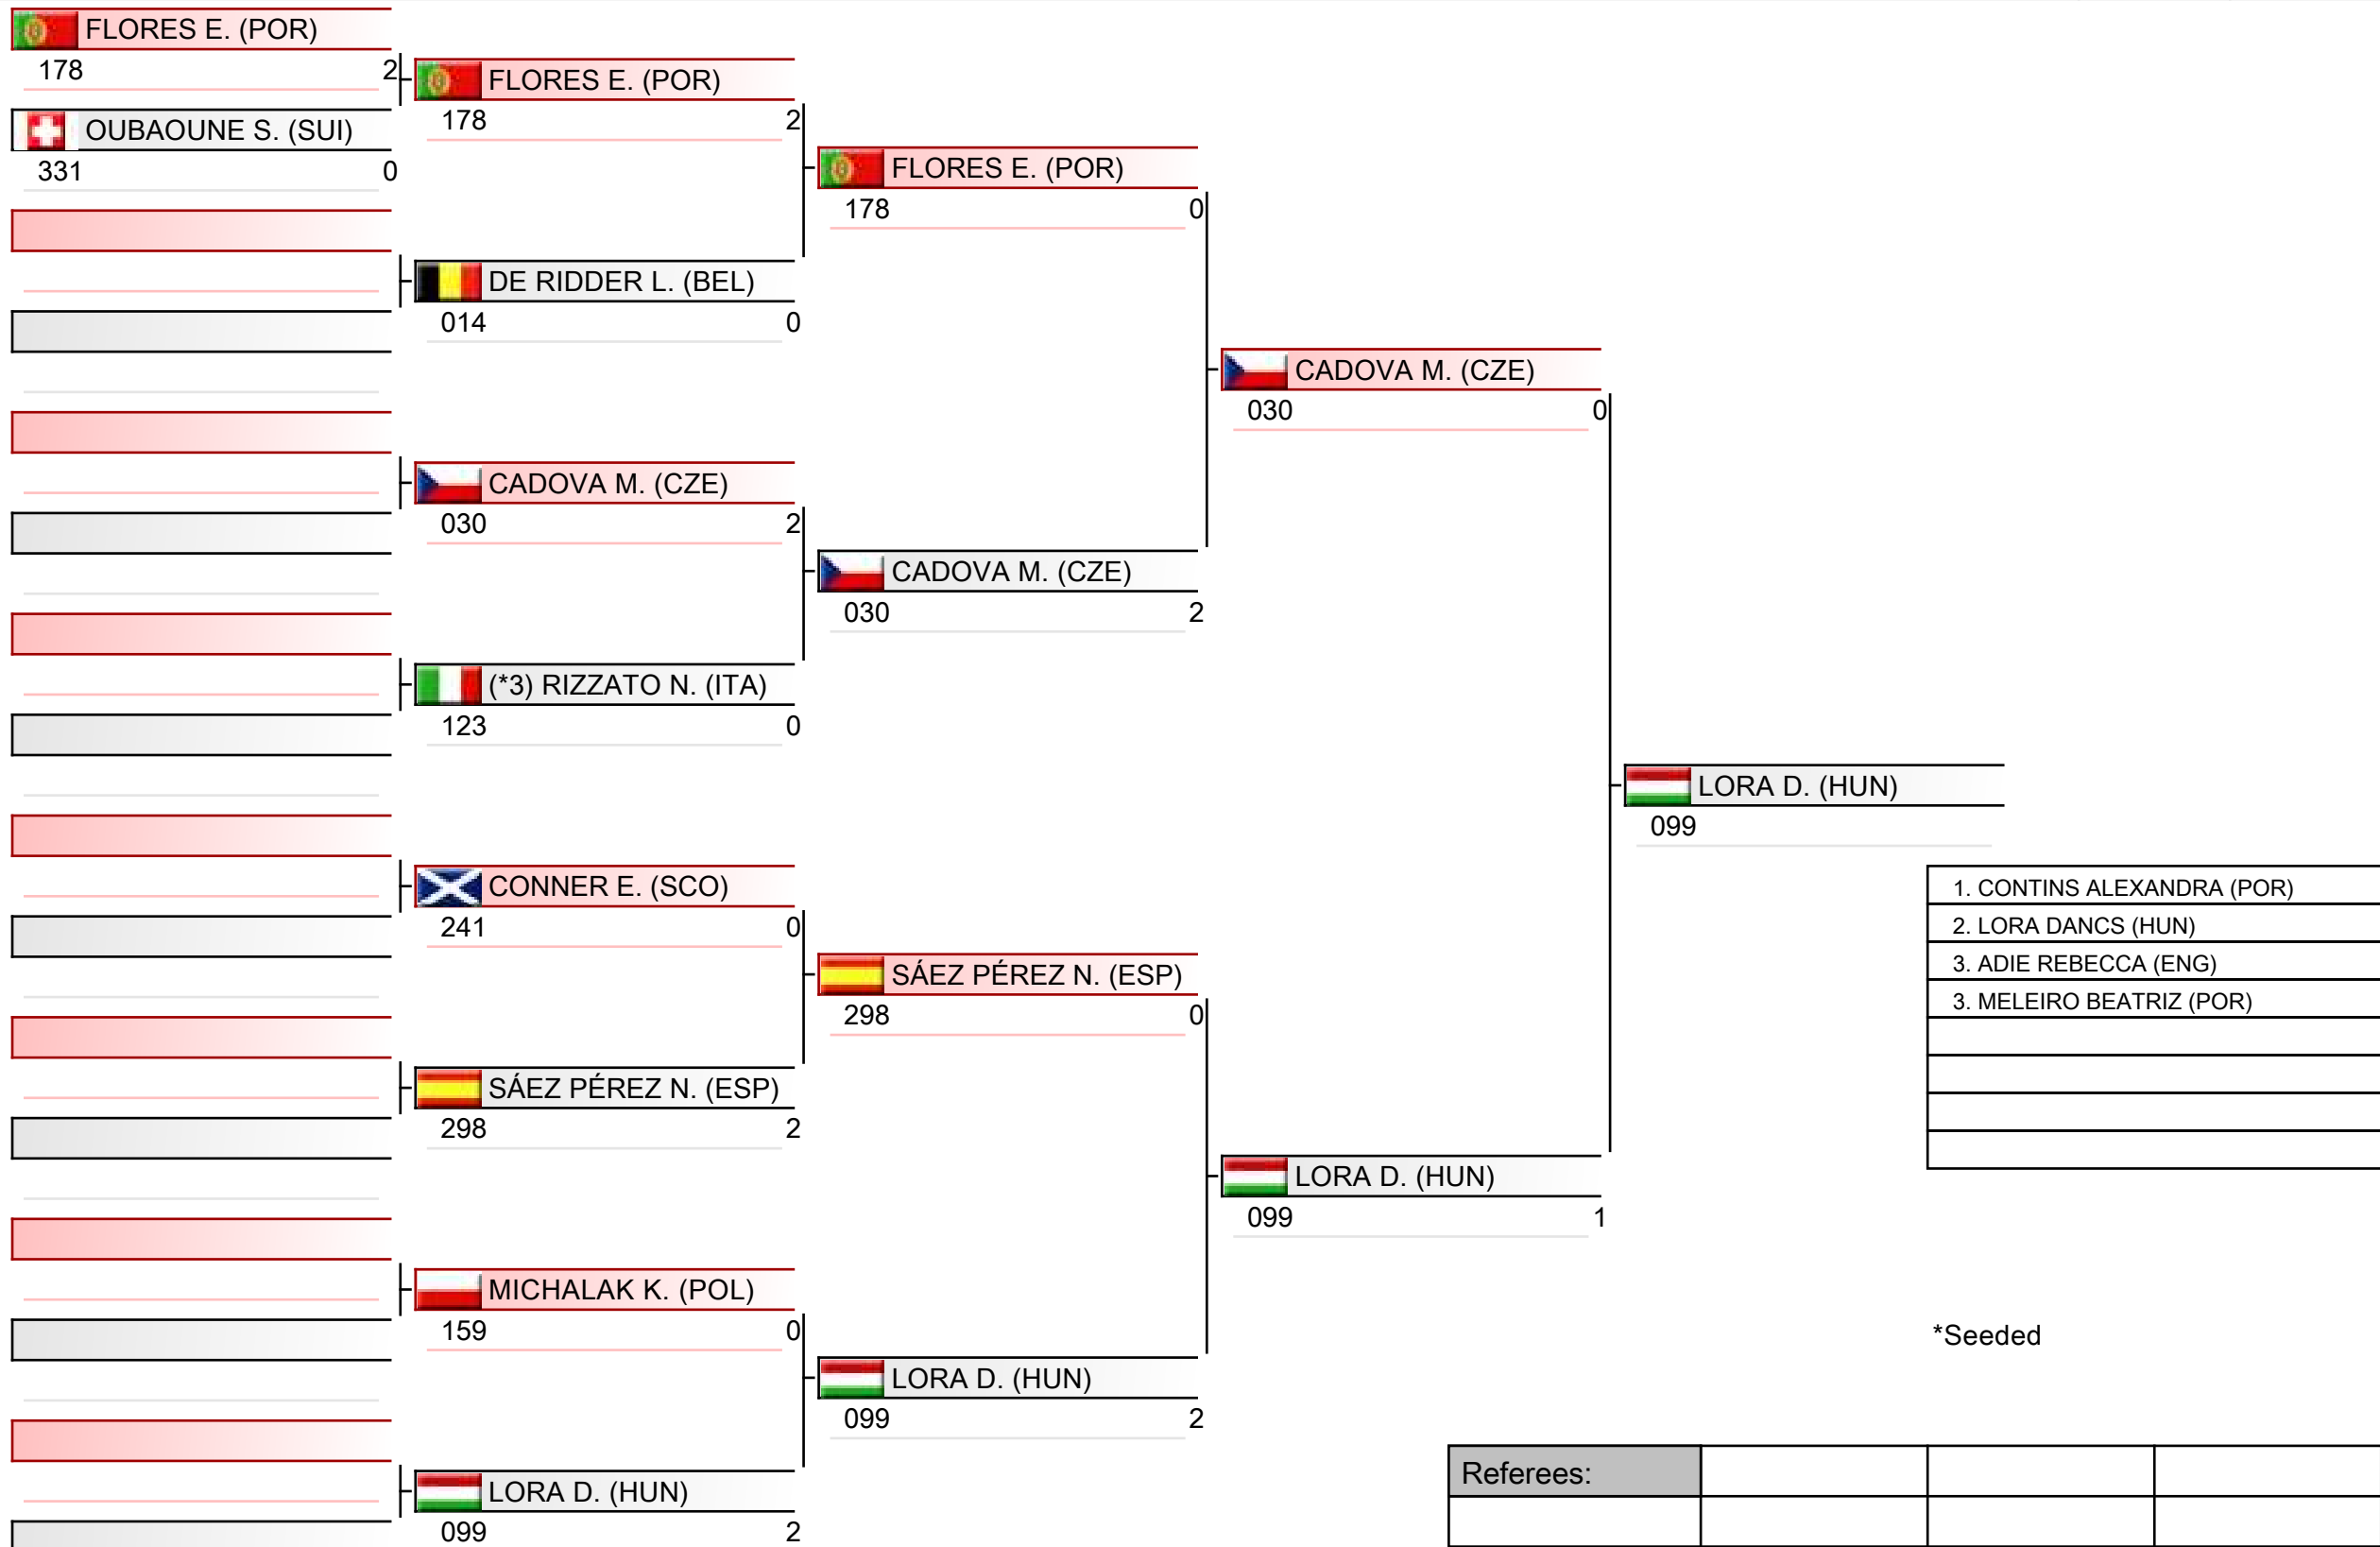 FLORES E. (POR)
178 2
OUBAOUNE S. (SUI)
331 0
FLORES E. (POR)
178 2
DE RIDDER L. (BEL)
014 0
CADOVA M. (CZE)
030 2
(*3) RIZZATO N. (ITA)
123 0
CONNER E. (SCO)
241 0
SÁEZ PÉREZ N. (ESP)
298 2
MICHALAK K. (POL)
159 0
LORA D. (HUN)
099 2
FLORES E. (POR)
178 0
CADOVA M. (CZE)
030 2
SÁEZ PÉREZ N. (ESP)
298 0
LORA D. (HUN)
099 2
CADOVA M. (CZE)
030 0
LORA D. (HUN)
099 1
LORA D. (HUN)
099
1. CONTINS ALEXANDRA (POR)
2. LORA DANCS (HUN)
3. ADIE REBECCA (ENG)
3. MELEIRO BEATRIZ (POR)
*Seeded
Referees: